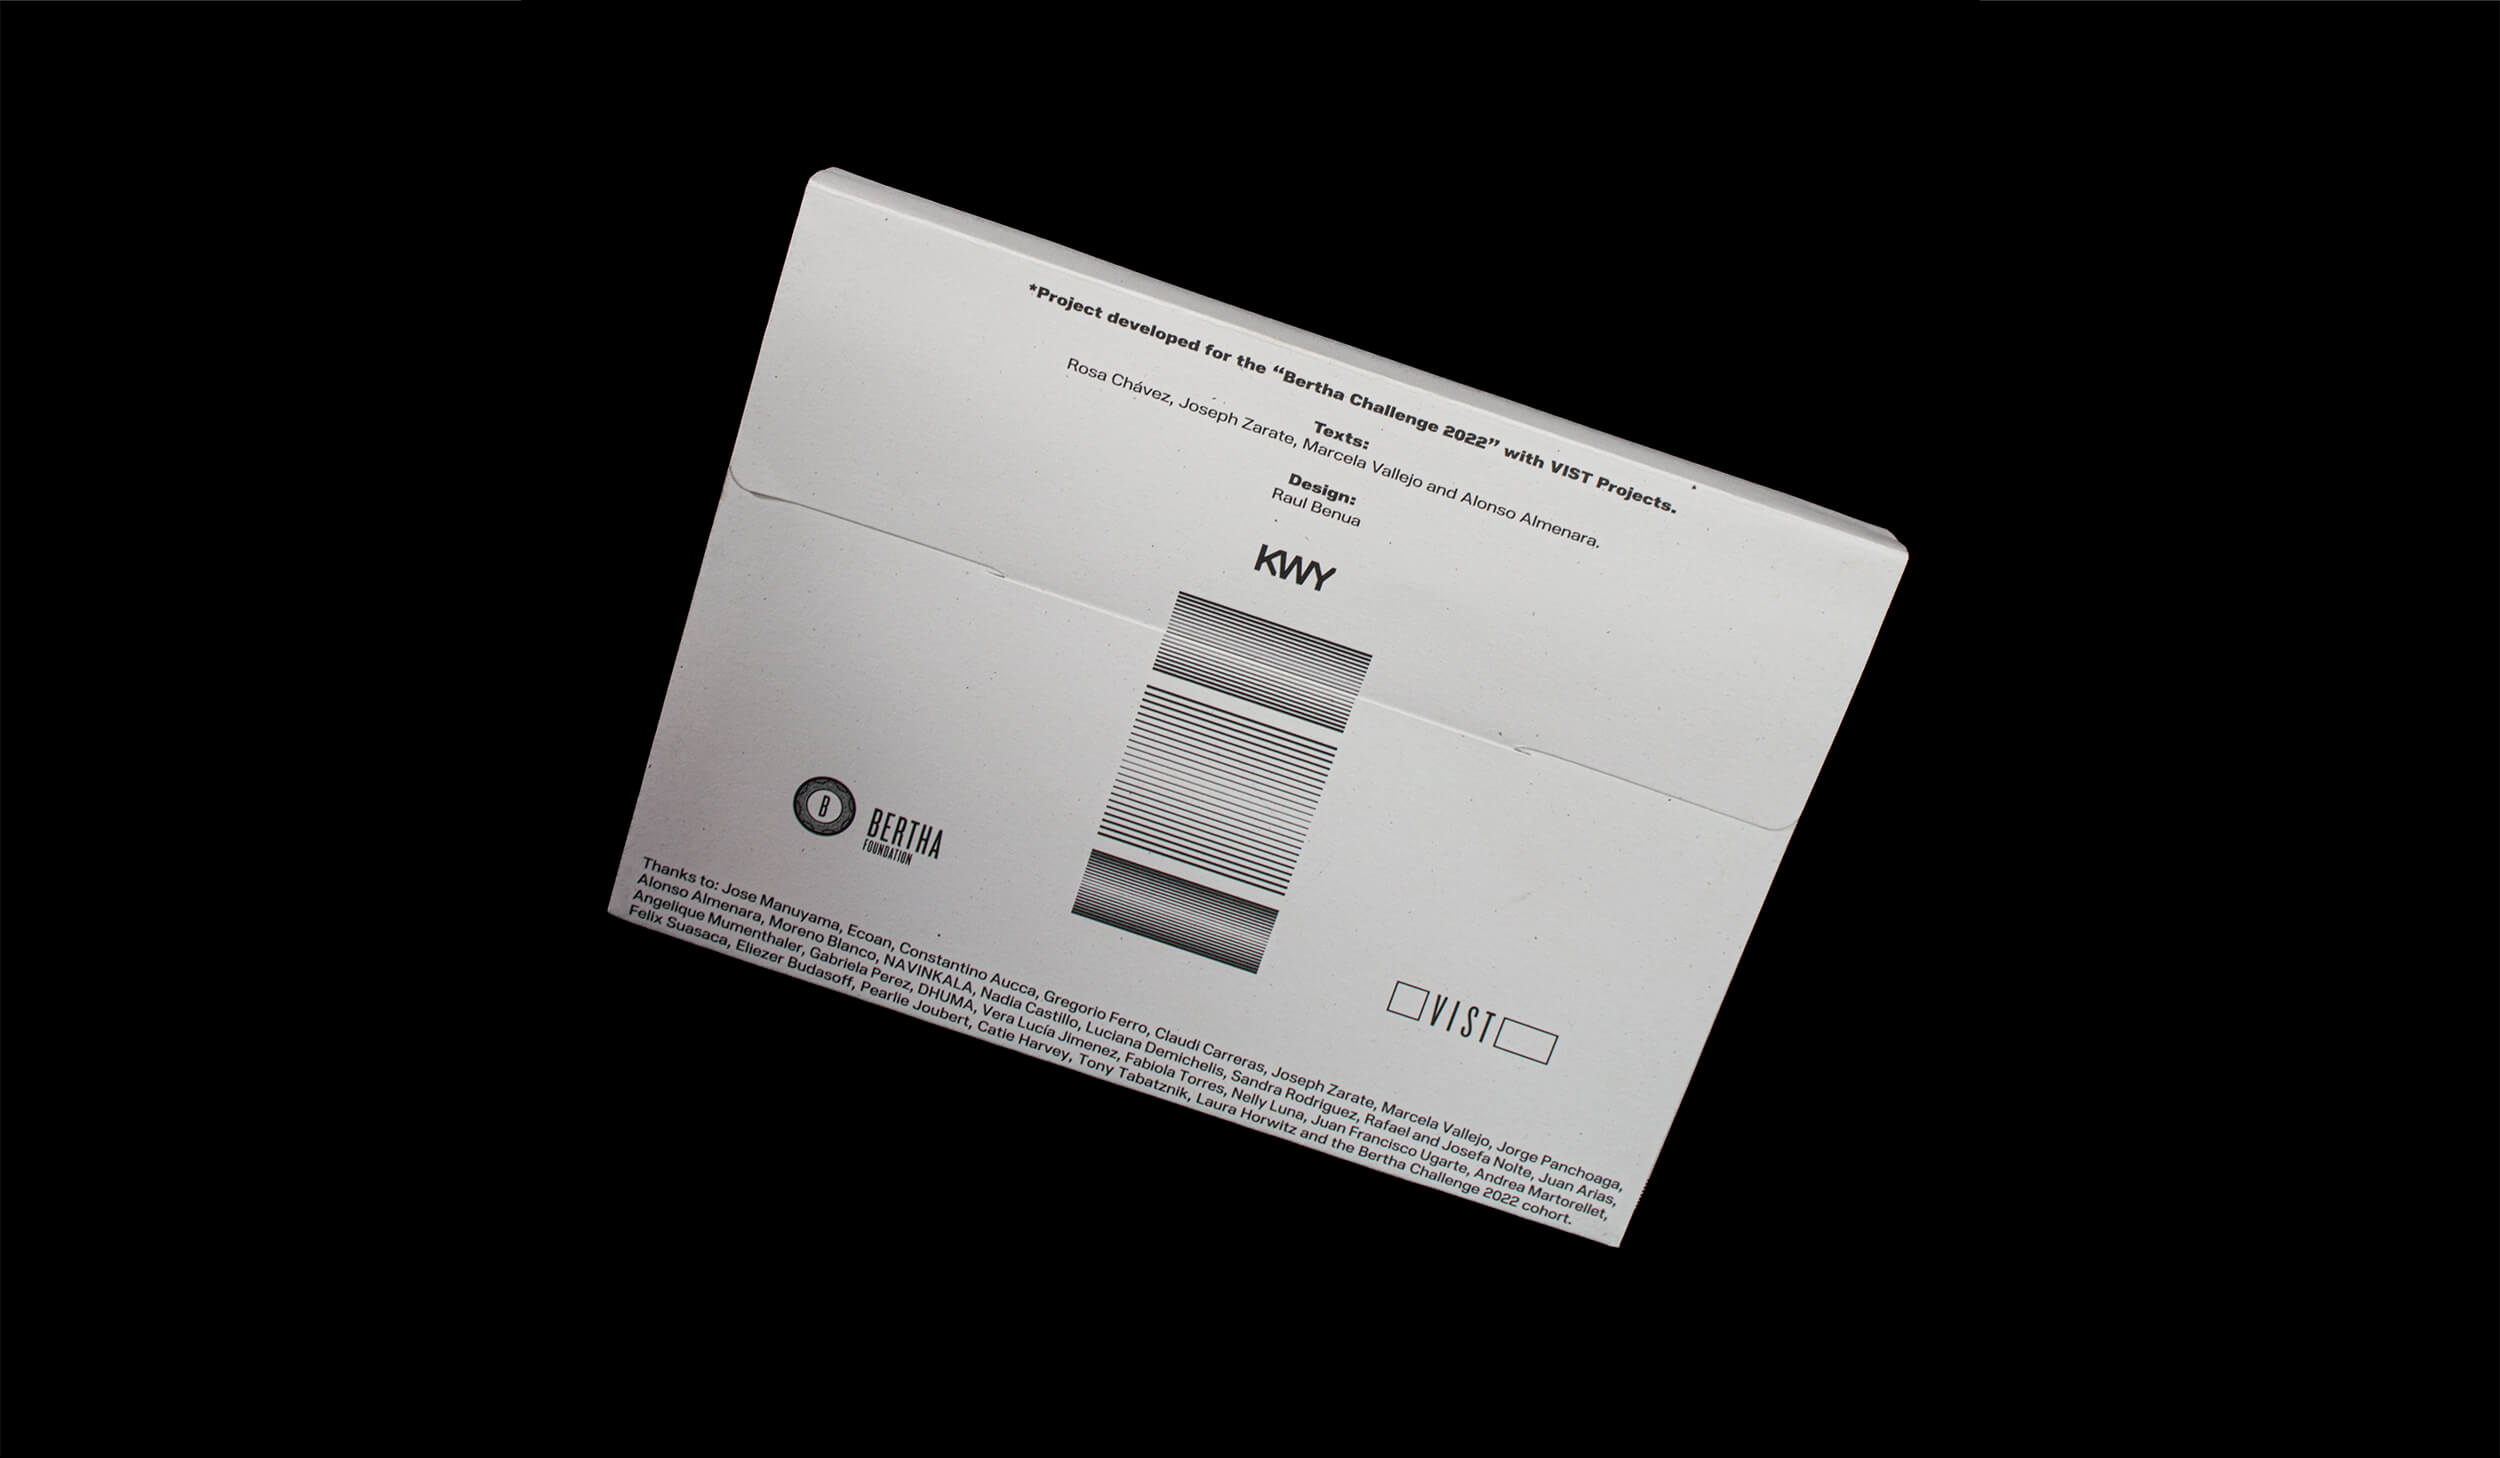 *Project developed for the “Bertha Challenge 2022” with VIST Projects.
Texts:
Rosa Chávez, Joseph Zarate, Marcela Vallejo and Alonso Almenara.
Design:
Raul Benua
KWY
B
BERTHA
FOUNDATION
VIST
Thanks to: Jose Manuyama, Ecoan, Constantino Aucca, Gregorio Ferro, Claudi Carreras, Joseph Zarate, Marcela Vallejo, Jorge Panchoaga,
Alonso Almenara, Moreno Blanco, NAVINKALA, Nadia Castillo, Luciana Demichelis, Sandra Rodriguez, Rafael and Josefa Nolte, Juan Arias,
Angelique Mumenthaler, Gabriela Perez, DHUMA, Vera Lucía Jimenez, Fabiola Torres, Nelly Luna, Juan Francisco Ugarte, Andrea Martorellet,
Felix Suasaca, Eliezer Budasoff, Pearlie Joubert, Catie Harvey, Tony Tabatznik, Laura Horwitz and the Bertha Challenge 2022 cohort.